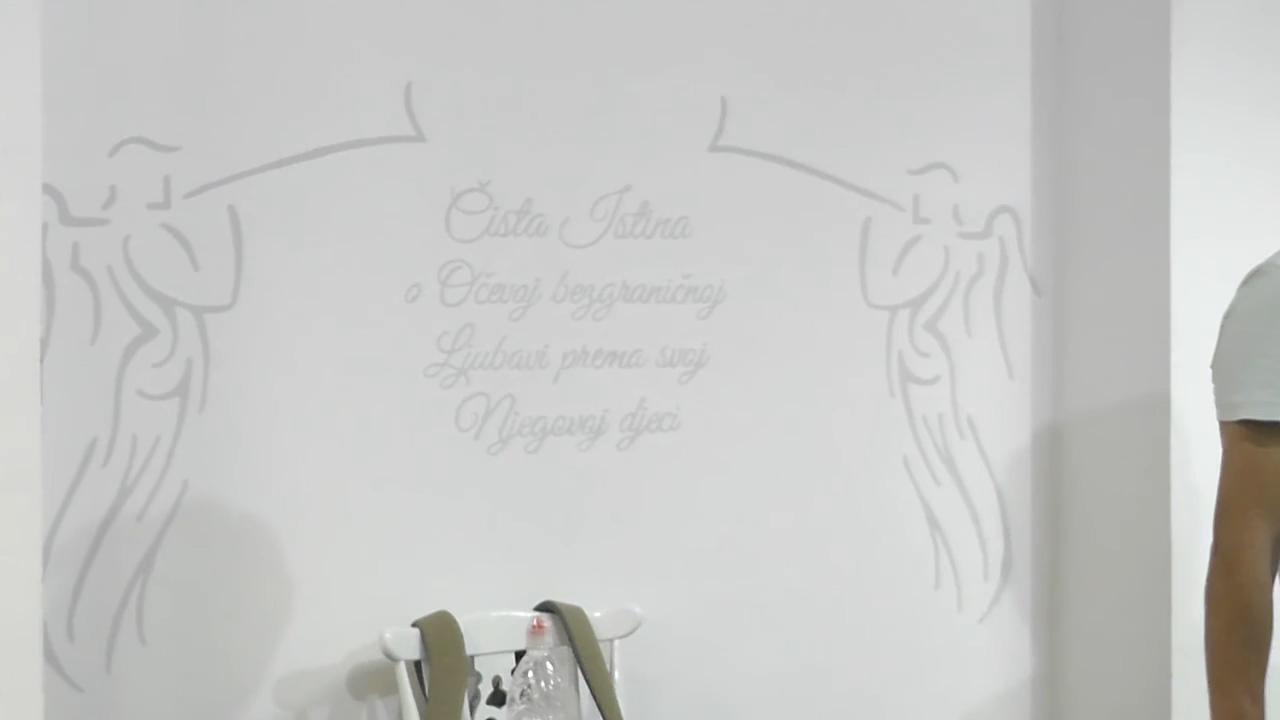 Čista Istina
o Očevoj bezgraničnoj
Ljubavi prema svoj
Njegovoj djeci